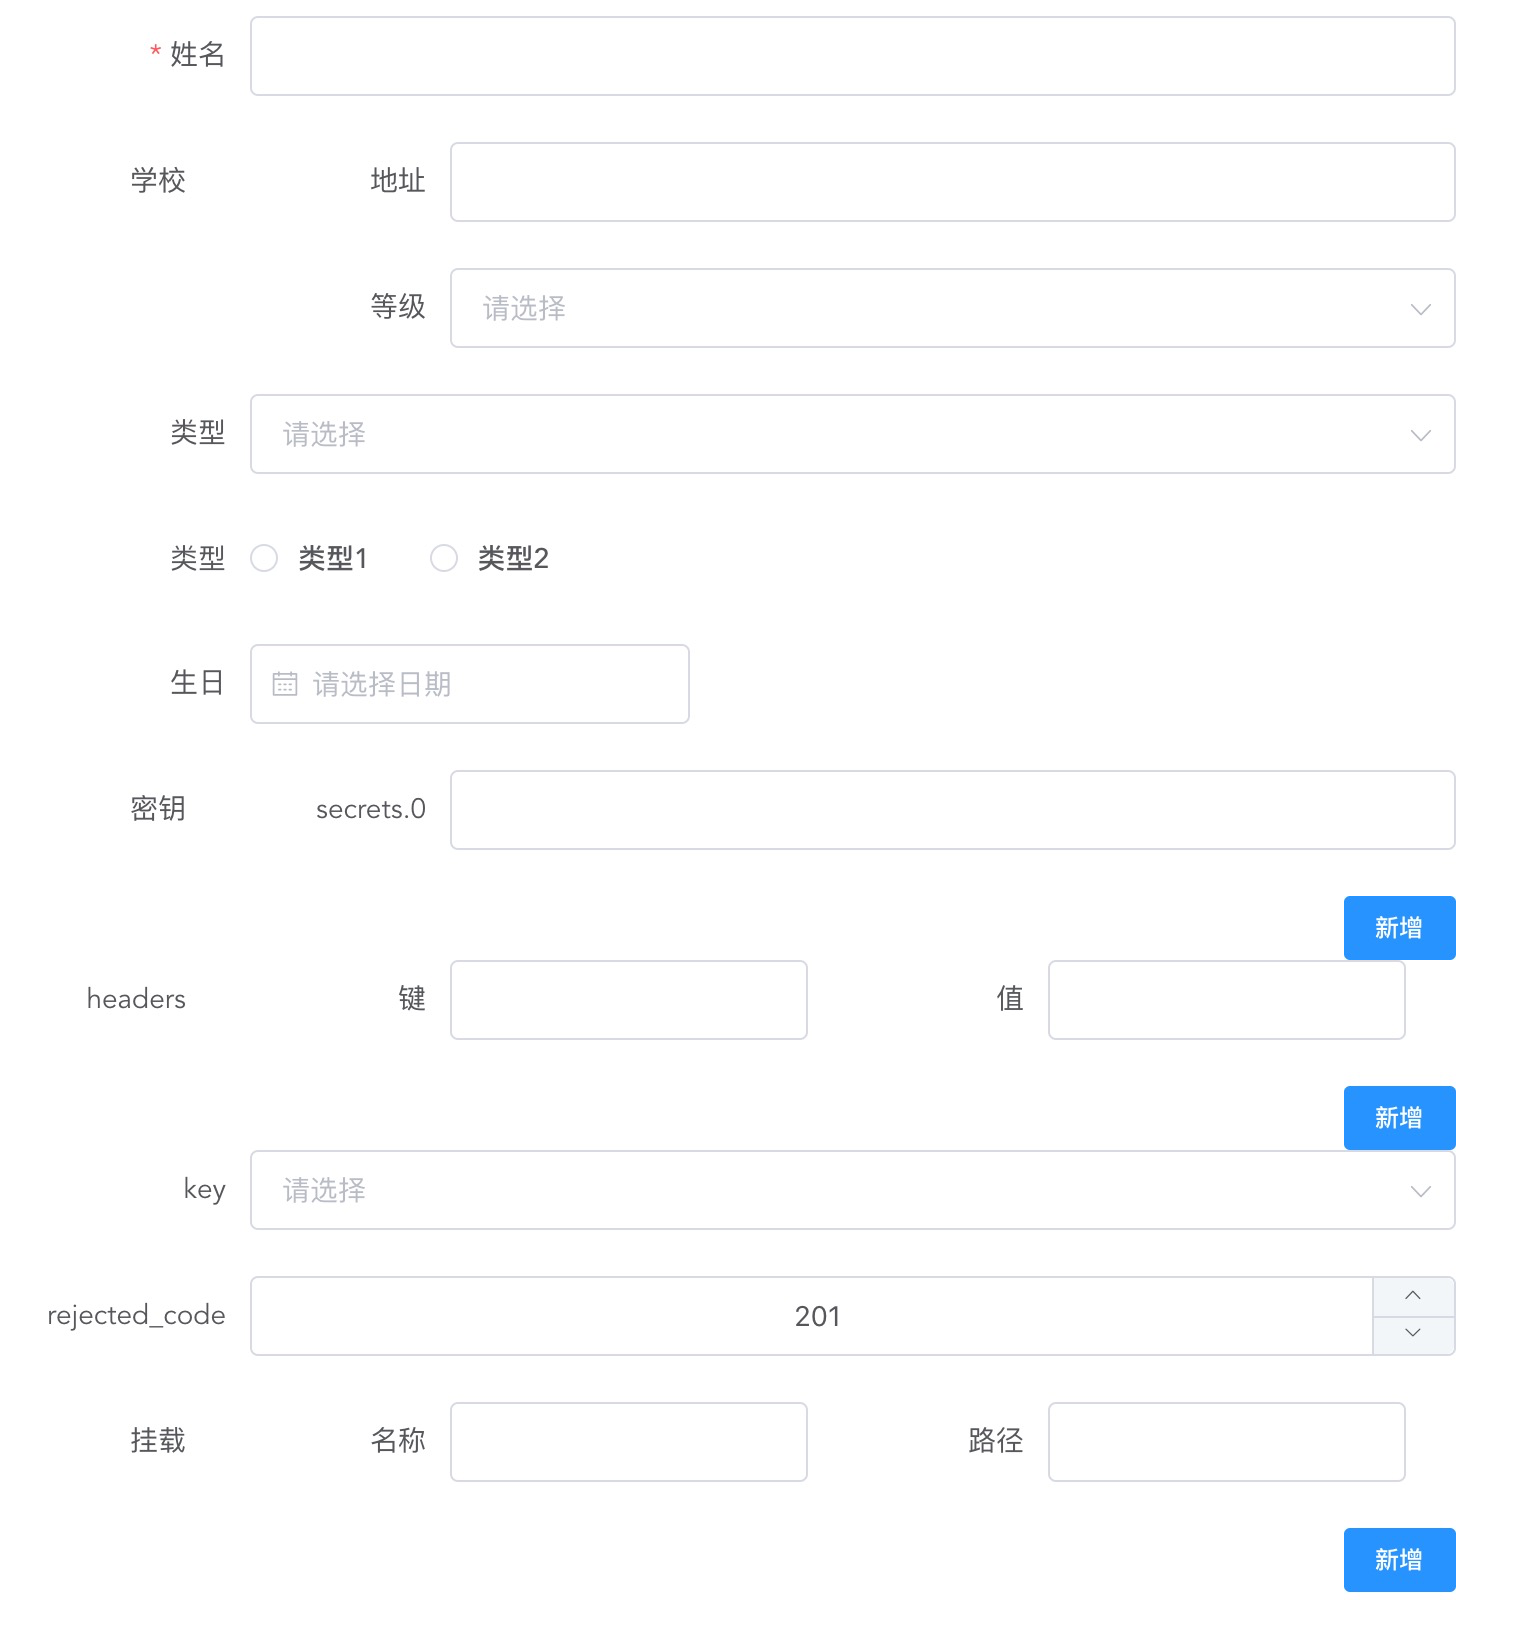 * 姓名
学校 地址
等级 请选择
类型 请选择
类型 类型1 类型2
生日 请选择日期
密钥 secrets.0
新增
headers 键 值
新增
key 请选择
rejected_code 201
挂载 名称 路径
新增